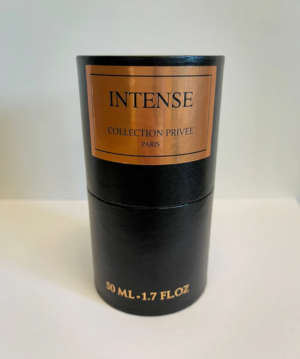 INTENSE
COLLECTION PRIVEE
PARIS
50 ML-1.7 FL OZ